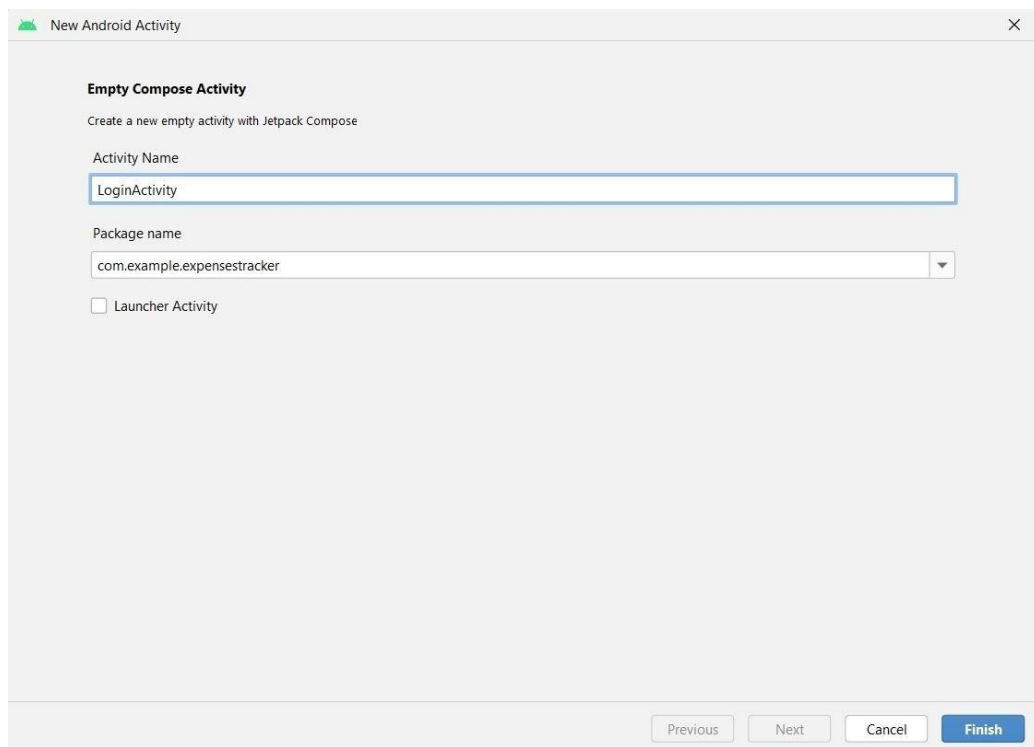 New Android Activity
Empty Compose Activity
Create a new empty activity with Jetpack Compose
Activity Name
LoginActivity
Package name
com.example.expensestracker
Launcher Activity
Previous Next Cancel Finish